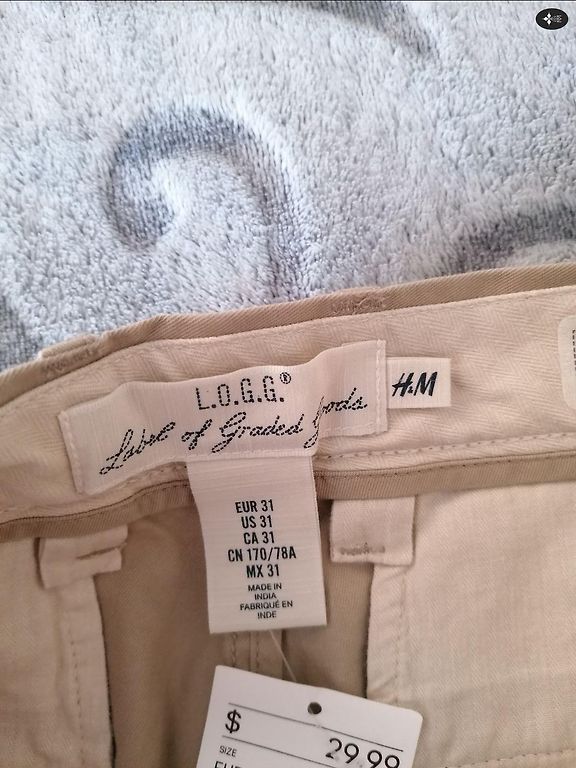 L.O.G.G.®
Label of Graded Goods
H&M
EUR 31
US 31
CA 31
CN 170/78A
MX 31
MADE IN
INDIA
FABRIQUÉ EN
INDE
$ 29.99
SIZE